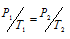 P₁/T₁ = P₂/T₂